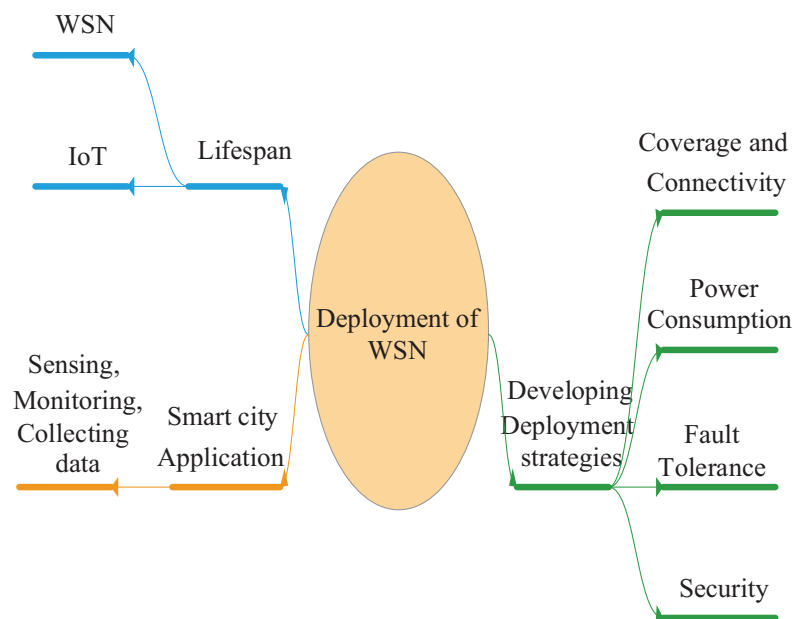 WSN
IoT
Lifespan
Sensing,
Monitoring,
Collecting
data
Smart city
Application
Deployment of
WSN
Developing
Deployment
strategies
Coverage and
Connectivity
Power
Consumption
Fault
Tolerance
Security